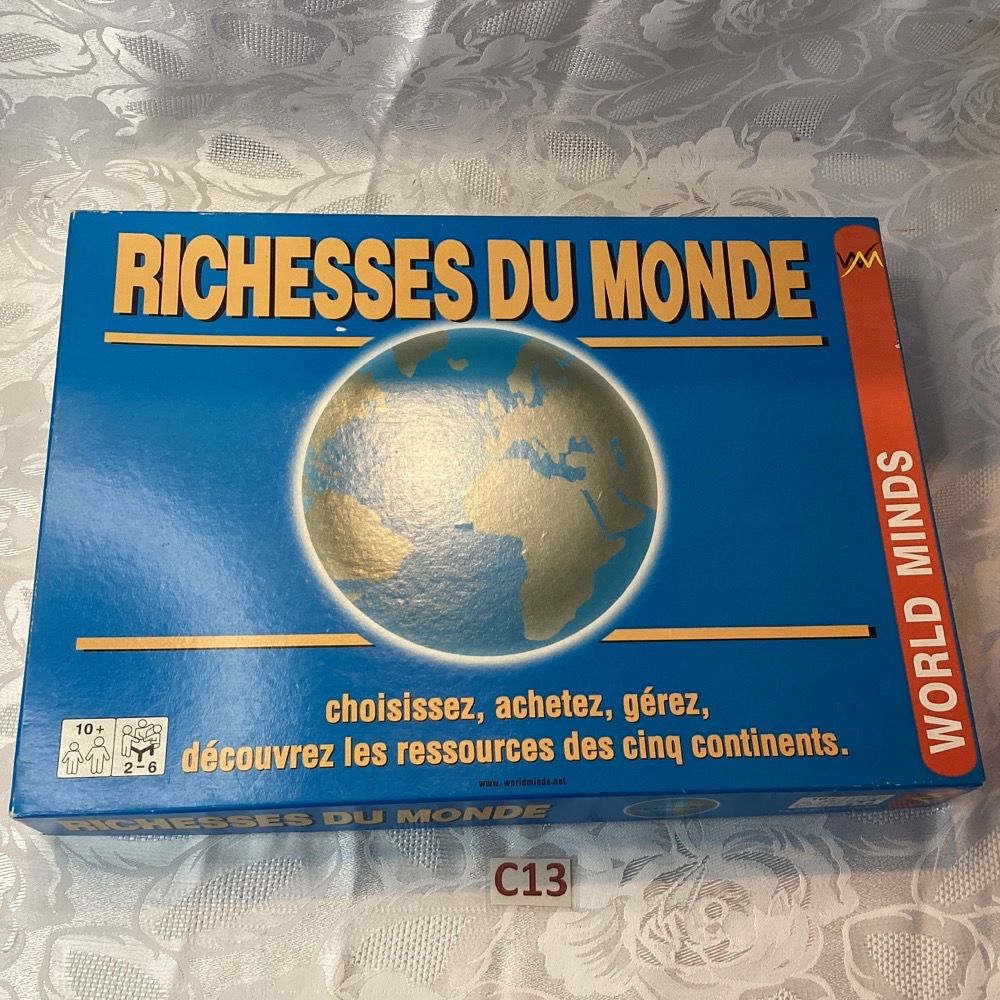 RICHESSES DU MONDE
WORLD MINDS
choisissez, achetez, gérez,
découvrez les ressources des cinq continents.
10+
2-6
www.worldminds.net
RICHESSES DU MONDE
C13